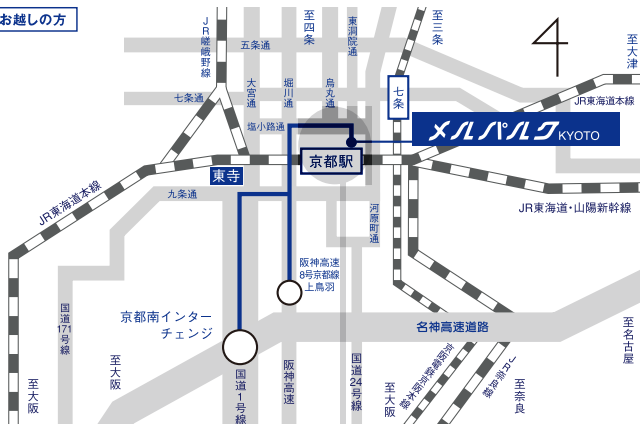 お越しの方
JR嵯峨野線
至四条
東洞院通
至三条
至大津
五条通
七条通
大宮通
堀川通
烏丸通
七条
JR東海道本線
塩小路通
メルパルクKYOTO
京都駅
東寺
JR東海道本線
九条通
河原町通
JR東海道・山陽新幹線
阪神高速
8号京都線
上鳥羽
国道171号線
京都南インター
チェンジ
名神高速道路
至名古屋
至大阪
至大阪
国道1号線
阪神高速
国道24号線
至大阪
京阪電鉄京阪本線
JR奈良線
至奈良